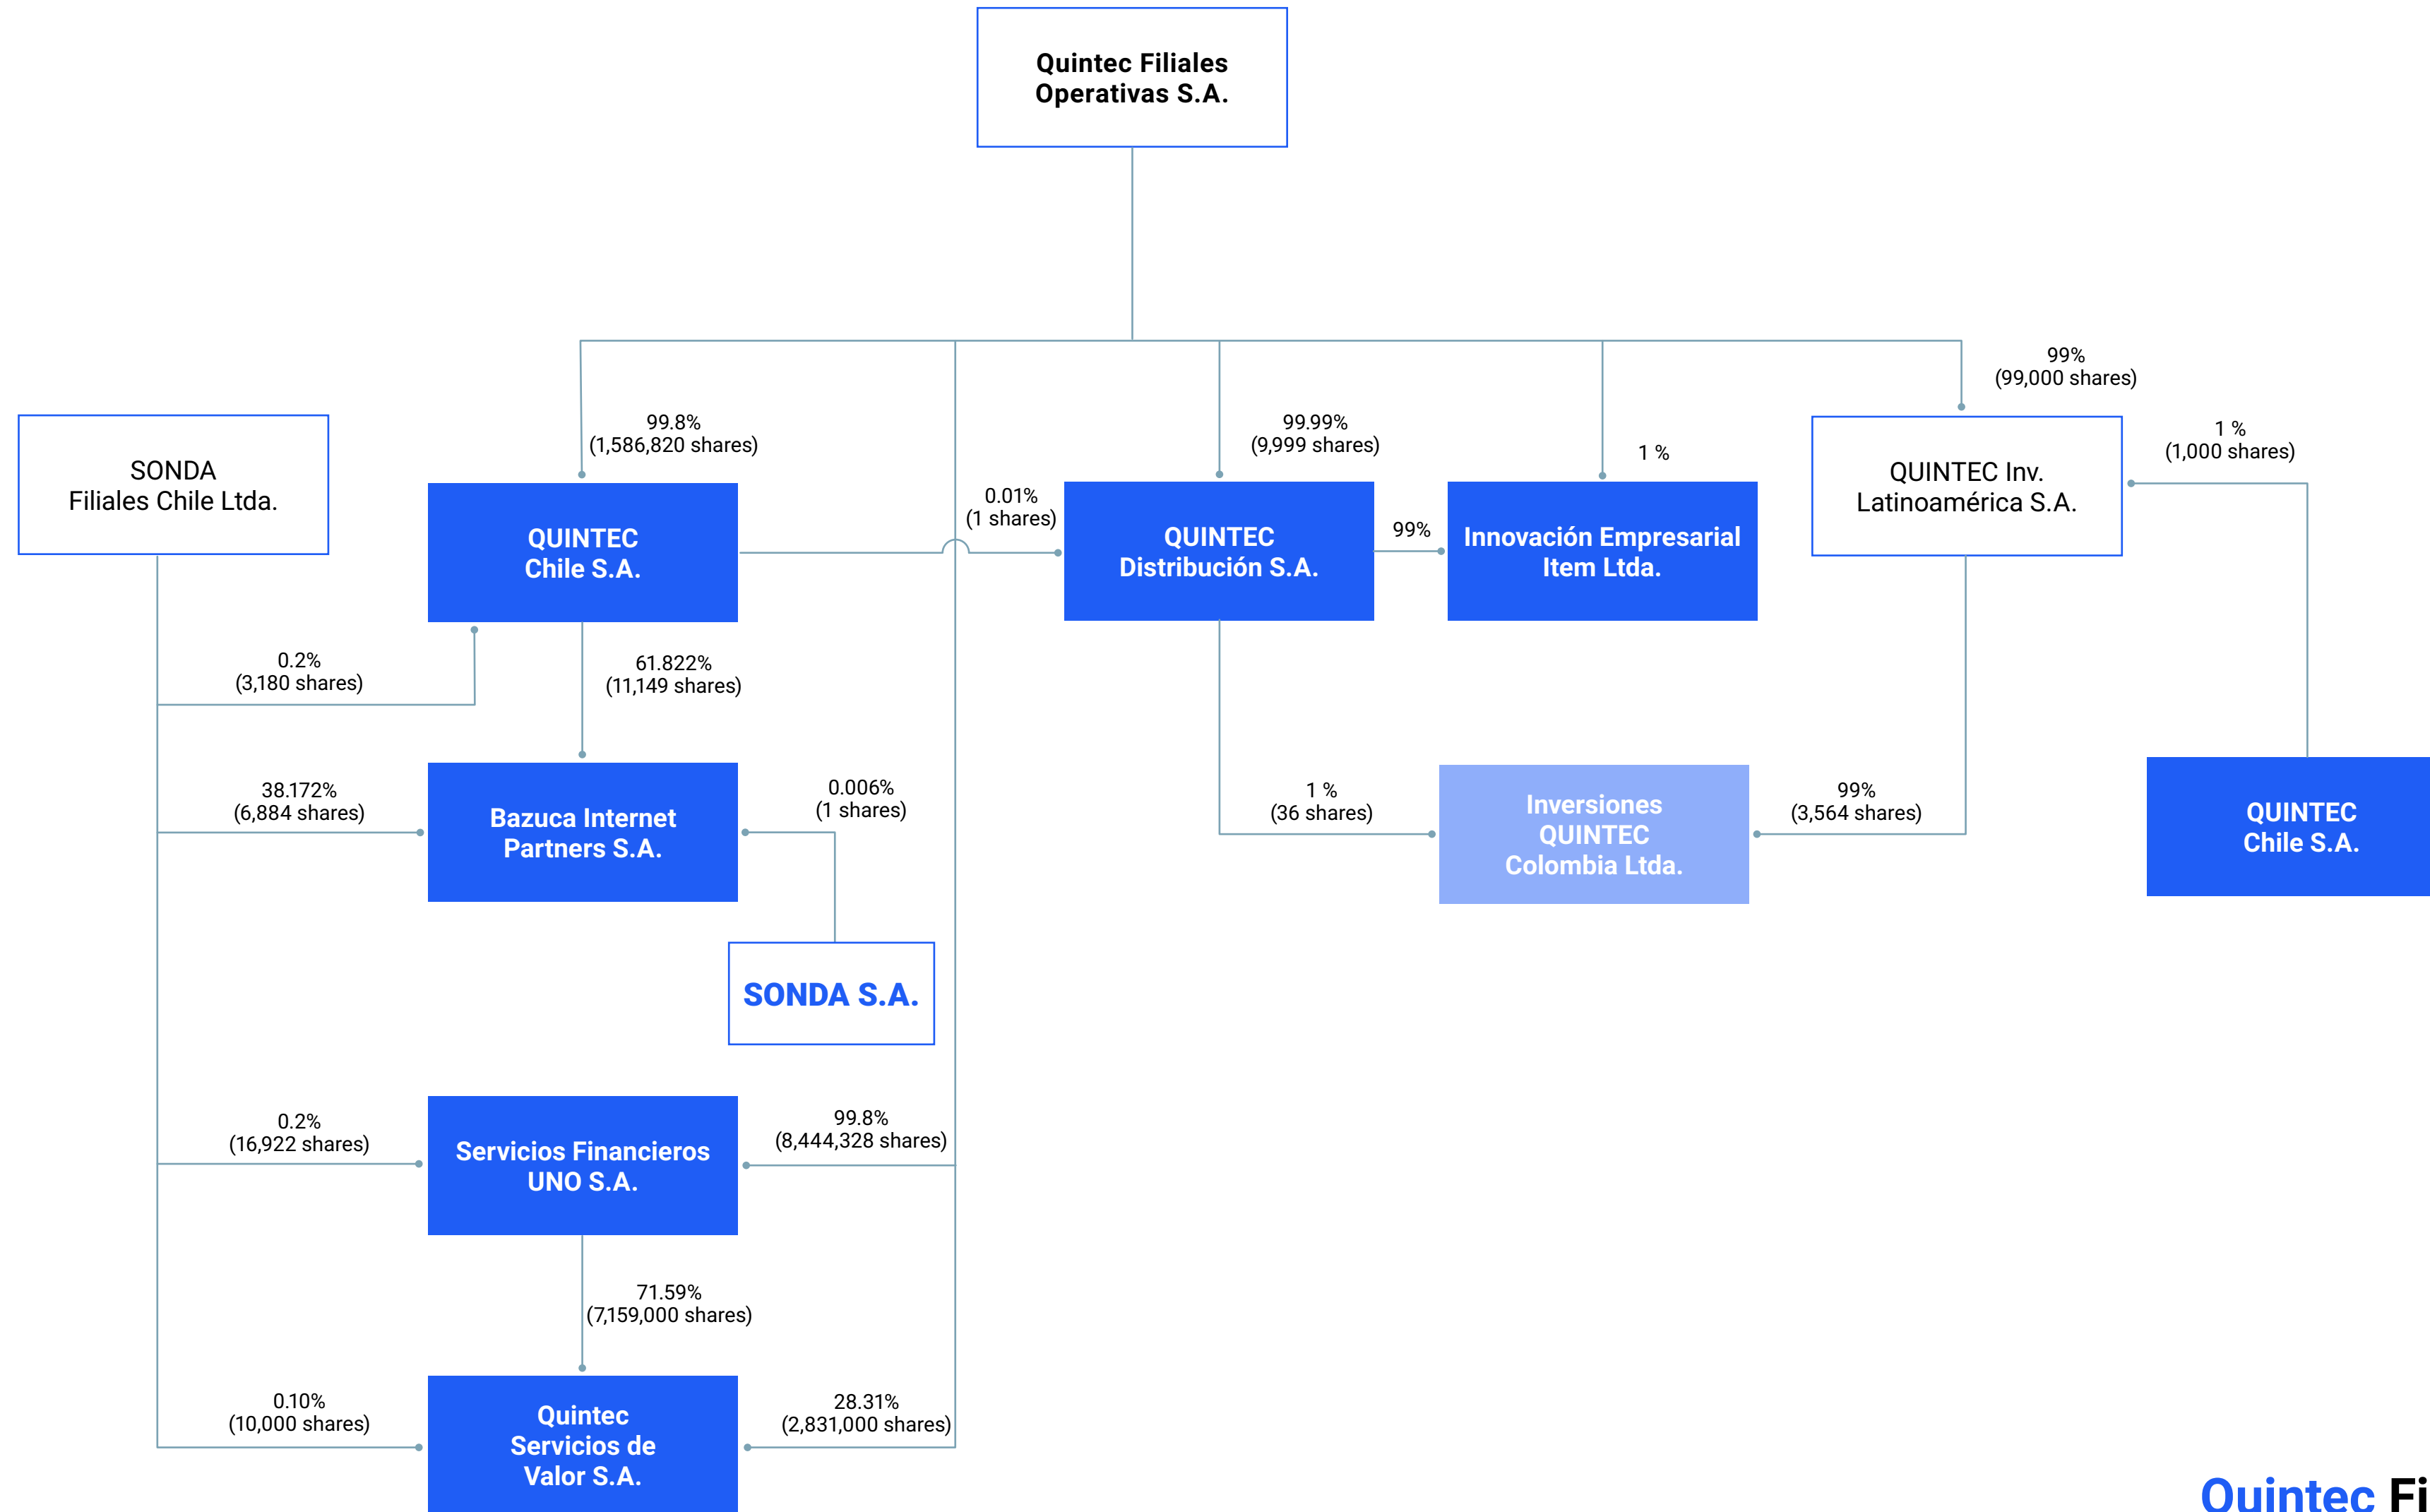 Quintec Filiales
Operativas S.A.
99%
(99,000 shares)
99.8%
(1,586,820 shares)
99.99%
(9,999 shares)
1 %
1 %
(1,000 shares)
SONDA
Filiales Chile Ltda.
QUINTEC
Chile S.A.
0.01%
(1 shares)
QUINTEC
Distribución S.A.
99%
Innovación Empresarial
Item Ltda.
QUINTEC Inv.
Latinoamérica S.A.
0.2%
(3,180 shares)
61.822%
(11,149 shares)
38.172%
(6,884 shares)
Bazuca Internet
Partners S.A.
0.006%
(1 shares)
1 %
(36 shares)
Inversiones
QUINTEC
Colombia Ltda.
99%
(3,564 shares)
QUINTEC
Chile S.A.
SONDA S.A.
0.2%
(16,922 shares)
Servicios Financieros
UNO S.A.
99.8%
(8,444,328 shares)
71.59%
(7,159,000 shares)
0.10%
(10,000 shares)
Quintec
Servicios de
Valor S.A.
28.31%
(2,831,000 shares)
Quintec Fi